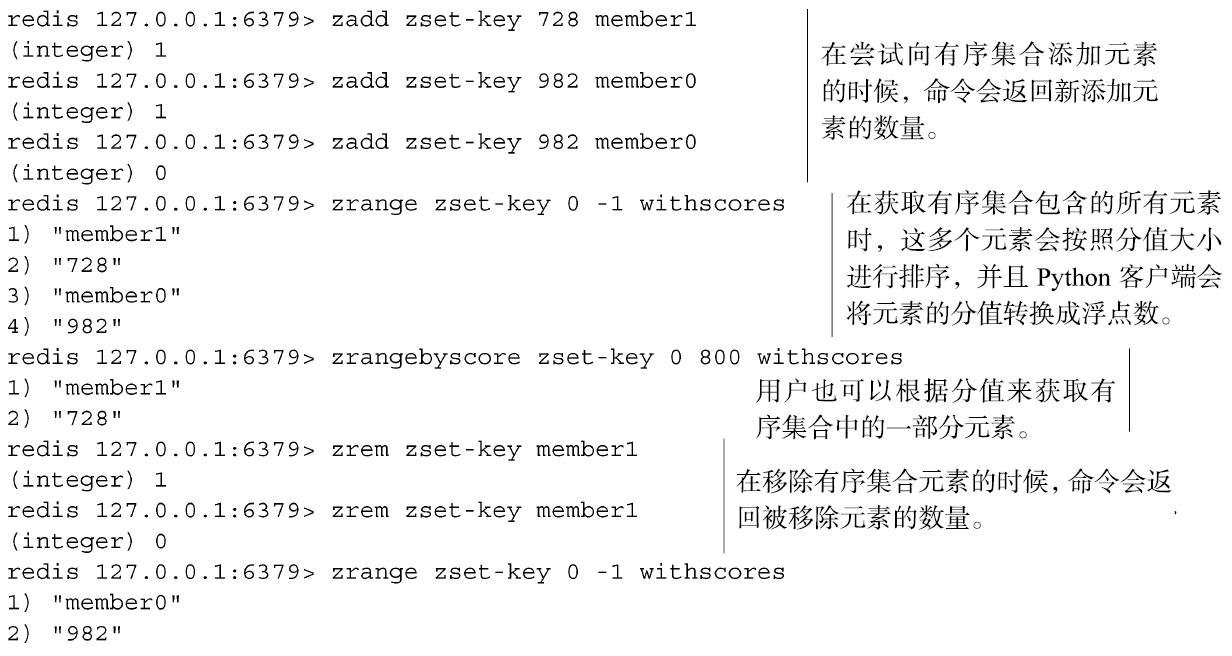 redis 127.0.0.1:6379> zadd zset-key 728 member1
(integer) 1
redis 127.0.0.1:6379> zadd zset-key 982 member0
(integer) 1
redis 127.0.0.1:6379> zadd zset-key 982 member0
(integer) 0
在尝试向有序集合添加元素
的时候，命令会返回新添加元
素的数量。
redis 127.0.0.1:6379> zrange zset-key 0 -1 withscores
1) "member1"
2) "728"
3) "member0"
4) "982"
在获取有序集合包含的所有元素
时，这多个元素会按照分值大小
进行排序，并且 Python 客户端会
将元素的分值转换成浮点数。
redis 127.0.0.1:6379> zrangebyscore zset-key 0 800 withscores
1) "member1"
2) "728"
用户也可以根据分值来获取有
序集合中的一部分元素。
redis 127.0.0.1:6379> zrem zset-key member1
(integer) 1
redis 127.0.0.1:6379> zrem zset-key member1
(integer) 0
在移除有序集合元素的时候，命令会返
回被移除元素的数量。
redis 127.0.0.1:6379> zrange zset-key 0 -1 withscores
1) "member0"
2) "982"